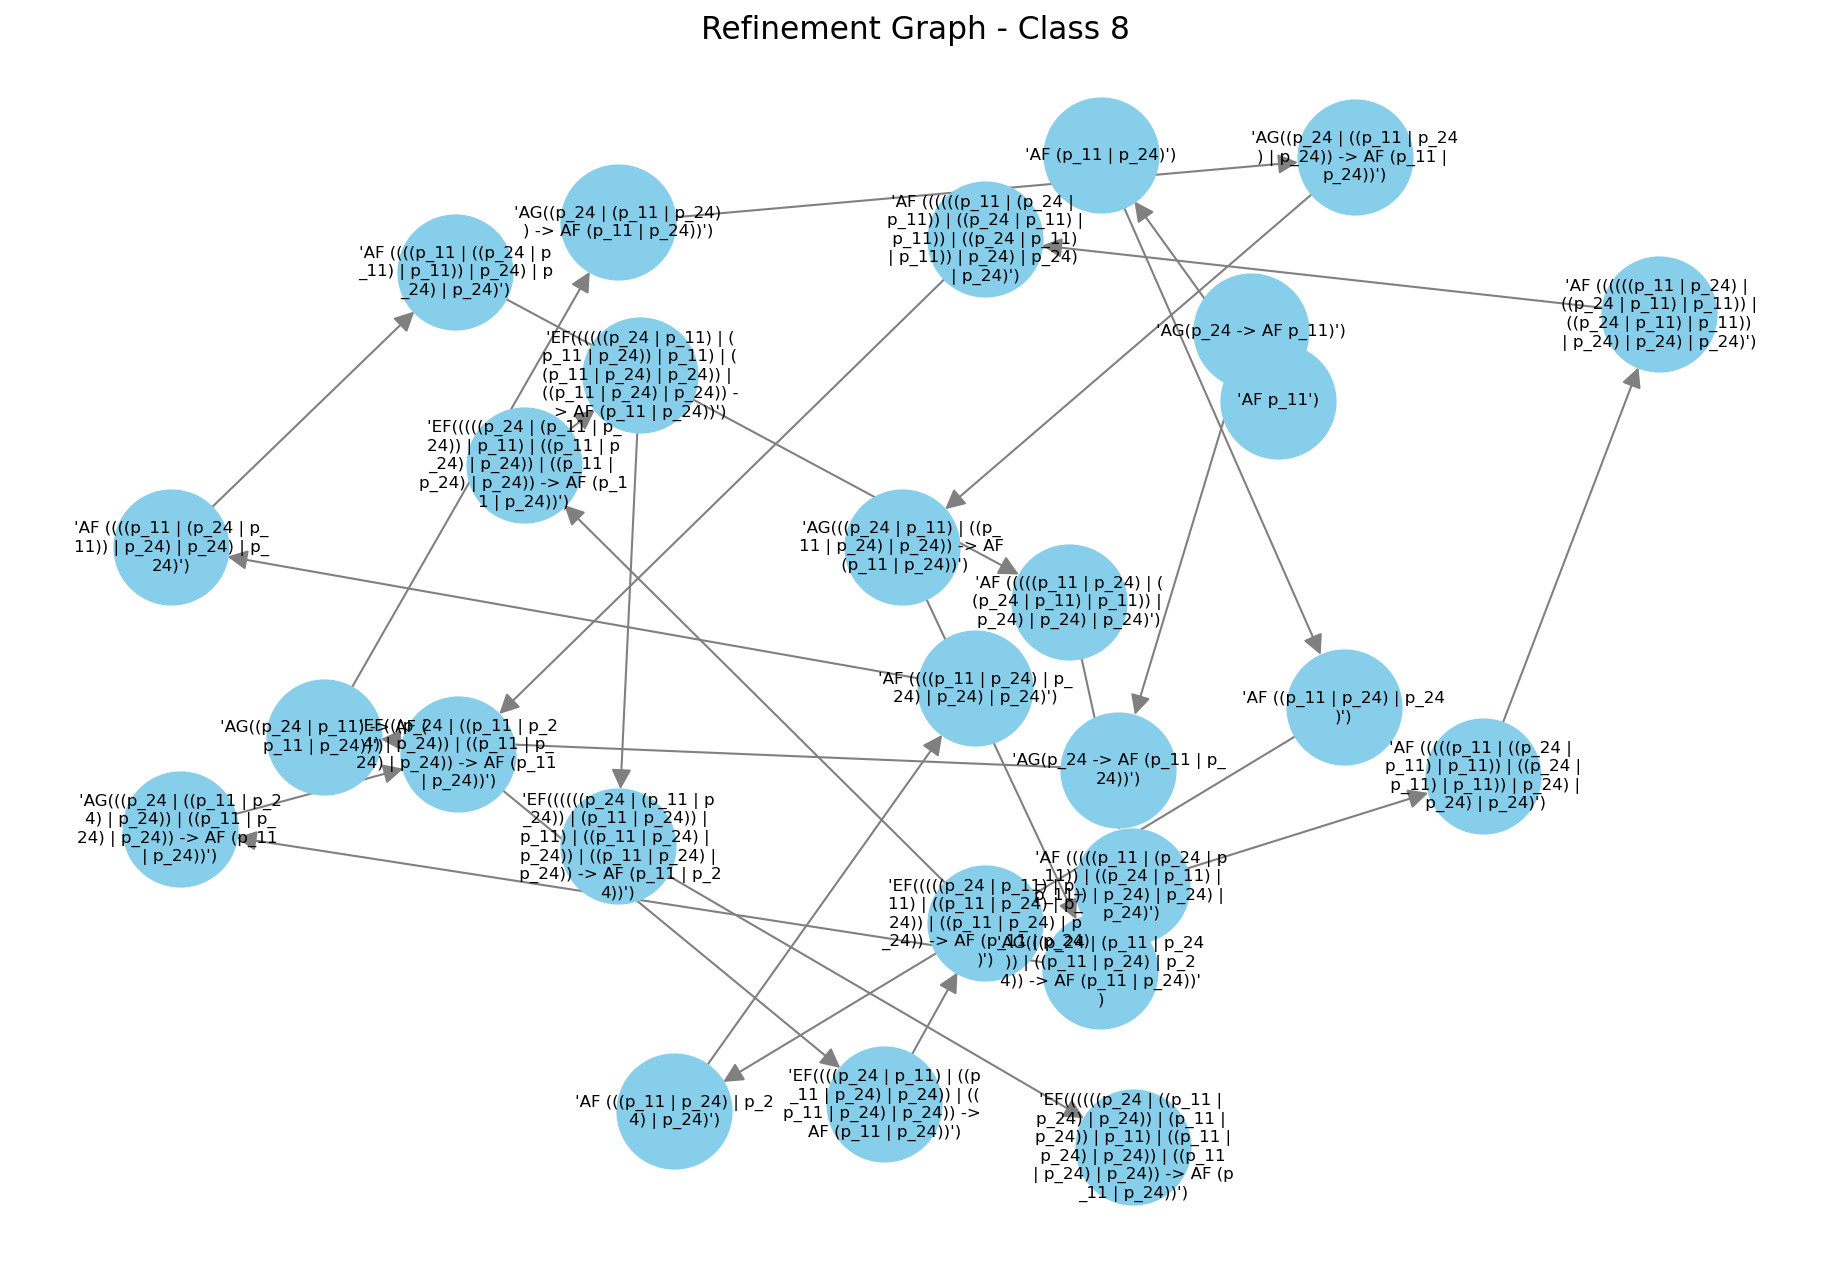 Refinement Graph - Class 8
'AF (p_11 | p_24)')
'AG((p_24 | ((p_11 | p_24
) | p_24)) -> AF (p_11 |
p_24))')
'AG((p_24 | (p_11 | p_24)
) -> AF (p_11 | p_24))')
'AF ((((((p_11 | (p_24 |
p_11)) | ((p_24 | p_11) |
p_11)) | ((p_24 | p_11)
| p_11)) | p_24) | p_24)
| p_24)')
'AF ((((p_11 | ((p_24 | p
_11) | p_11)) | p_24) | p
_24) | p_24)')
'AF ((((((p_11 | p_24) |
((p_24 | p_11) | p_11)) |
((p_24 | p_11) | p_11))
| p_24) | p_24) | p_24)')
'AG(p_24 -> AF p_11)')
'EF((((((p_24 | p_11) | (
p_11 | p_24)) | p_11) | (
(p_11 | p_24) | p_24)) |
((p_11 | p_24) | p_24)) -
> AF (p_11 | p_24))')
'AF p_11')
'EF(((((p_24 | (p_11 | p_
24)) | p_11) | ((p_11 | p
_24) | p_24)) | ((p_11 |
p_24) | p_24)) -> AF (p_1
1 | p_24))')
'AF ((((p_11 | (p_24 | p_
11)) | p_24) | p_24) | p_
24)')
'AG(((p_24 | p_11) | ((p_
11 | p_24) | p_24)) -> AF
(p_11 | p_24))')
'AF (((((p_11 | p_24) | (
(p_24 | p_11) | p_11)) |
p_24) | p_24) | p_24)')
'AF ((((p_11 | p_24) | p_
24) | p_24) | p_24)')
'AF ((p_11 | p_24) | p_24
)')
'AG((p_24 | p_11) -> AF (
p_11 | p_24))')
'EF(((p_24 | ((p_11 | p_2
4) | p_24)) | ((p_11 | p_
24) | p_24)) -> AF (p_11
| p_24))')
'AG(p_24 -> AF (p_11 | p_
24))')
'AF (((((p_11 | ((p_24 |
p_11) | p_11)) | ((p_24 |
p_11) | p_11)) | p_24) |
p_24) | p_24)')
'AG(((p_24 | ((p_11 | p_2
4) | p_24)) | ((p_11 | p_
24) | p_24)) -> AF (p_11
| p_24))')
'EF((((((p_24 | (p_11 | p
_24)) | (p_11 | p_24)) |
p_11) | ((p_11 | p_24) |
p_24)) | ((p_11 | p_24) |
p_24)) -> AF (p_11 | p_2
4))')
'AF (((((p_11 | (p_24 | p
_11)) | ((p_24 | p_11) |
p_11)) | p_24) | p_24) |
p_24)')
'EF(((((p_24 | p_11) | p_
11) | ((p_11 | p_24) | p_
24)) | ((p_11 | p_24) | p
_24)) -> AF (p_11 | p_24)
)')
'AG(((p_24 | (p_11 | p_24
)) | ((p_11 | p_24) | p_2
4)) -> AF (p_11 | p_24))'
)
'AF (((p_11 | p_24) | p_2
4) | p_24)')
'EF((((p_24 | p_11) | ((p
_11 | p_24) | p_24)) | ((
p_11 | p_24) | p_24)) ->
AF (p_11 | p_24))')
'EF((((((p_24 | ((p_11 |
p_24) | p_24)) | (p_11 |
p_24)) | p_11) | ((p_11 |
p_24) | p_24)) | ((p_11
| p_24) | p_24)) -> AF (p
_11 | p_24))')